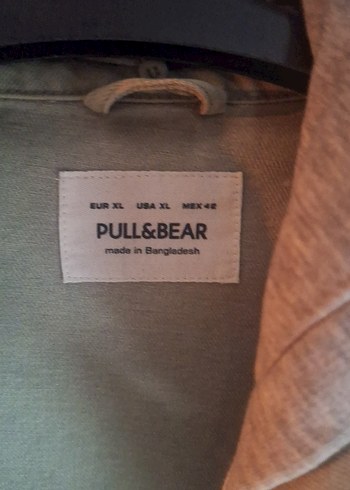 EUR XL USA XL MEX 42
PULL&BEAR
made in Bangladesh